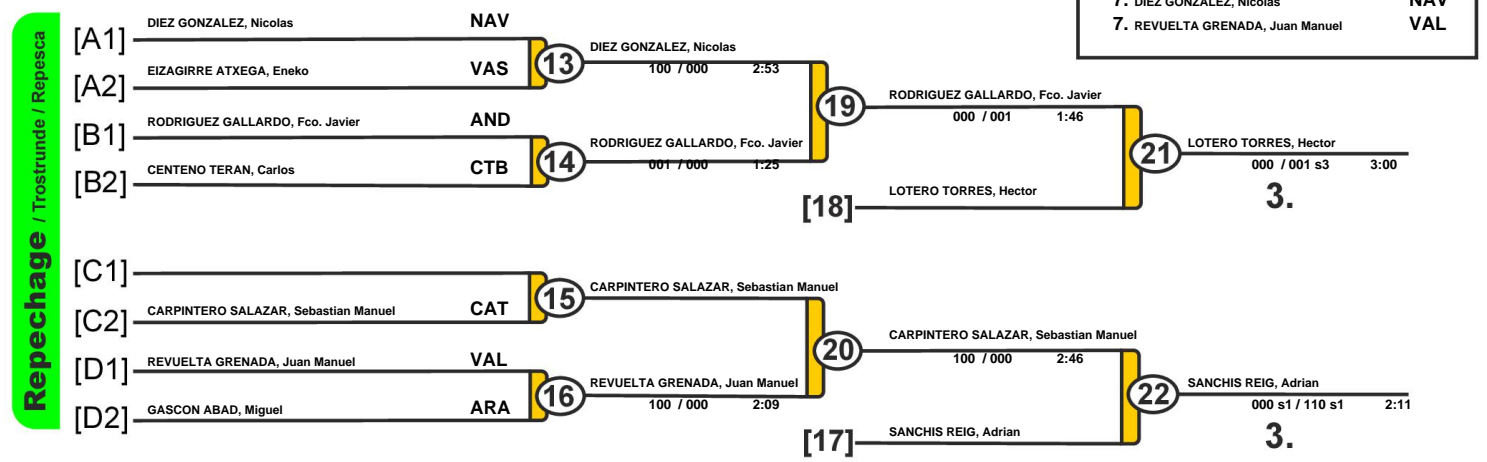 7. DIEZ GONZALEZ, Nicolas NAV
7. REVUELTA GRENADA, Juan Manuel VAL
Repechage / Trostrunde / Repesca
[A1] DIEZ GONZALEZ, Nicolas NAV
[A2] EIZAGIRRE ATXEGA, Eneko VAS
13 DIEZ GONZALEZ, Nicolas
100 / 000 2:53
[B1] RODRIGUEZ GALLARDO, Fco. Javier AND
[B2] CENTENO TERAN, Carlos CTB
14 RODRIGUEZ GALLARDO, Fco. Javier
001 / 000 1:25
19 RODRIGUEZ GALLARDO, Fco. Javier
000 / 001 1:46
[18] LOTERO TORRES, Hector
21 LOTERO TORRES, Hector
000 / 001 s3 3:00
3.
[C1]
[C2] CARPINTERO SALAZAR, Sebastian Manuel CAT
15 CARPINTERO SALAZAR, Sebastian Manuel
[D1] REVUELTA GRENADA, Juan Manuel VAL
[D2] GASCON ABAD, Miguel ARA
16 REVUELTA GRENADA, Juan Manuel
100 / 000 2:09
20 CARPINTERO SALAZAR, Sebastian Manuel
100 / 000 2:46
[17] SANCHIS REIG, Adrian
22 SANCHIS REIG, Adrian
000 s1 / 110 s1 2:11
3.